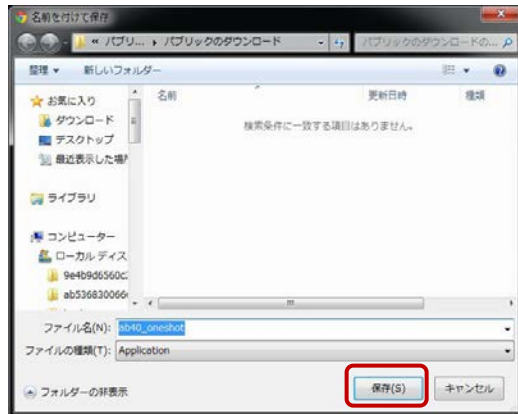 名前を付けて保存
« パブリ... ▸ パブリックのダウンロード
パブリックのダウンロードの...
整理 ▼ 新しいフォルダー
お気に入り
ダウンロード
デスクトップ
最近表示した場所
ライブラリ
コンピューター
ローカル ディス
9e4b9d6560c
ab536830066
名前 更新日時 種類
検索条件に一致する項目はありません。
ファイル名(N): ab40_oneshot
ファイルの種類(T): Application
フォルダーの非表示
保存(S) キャンセル